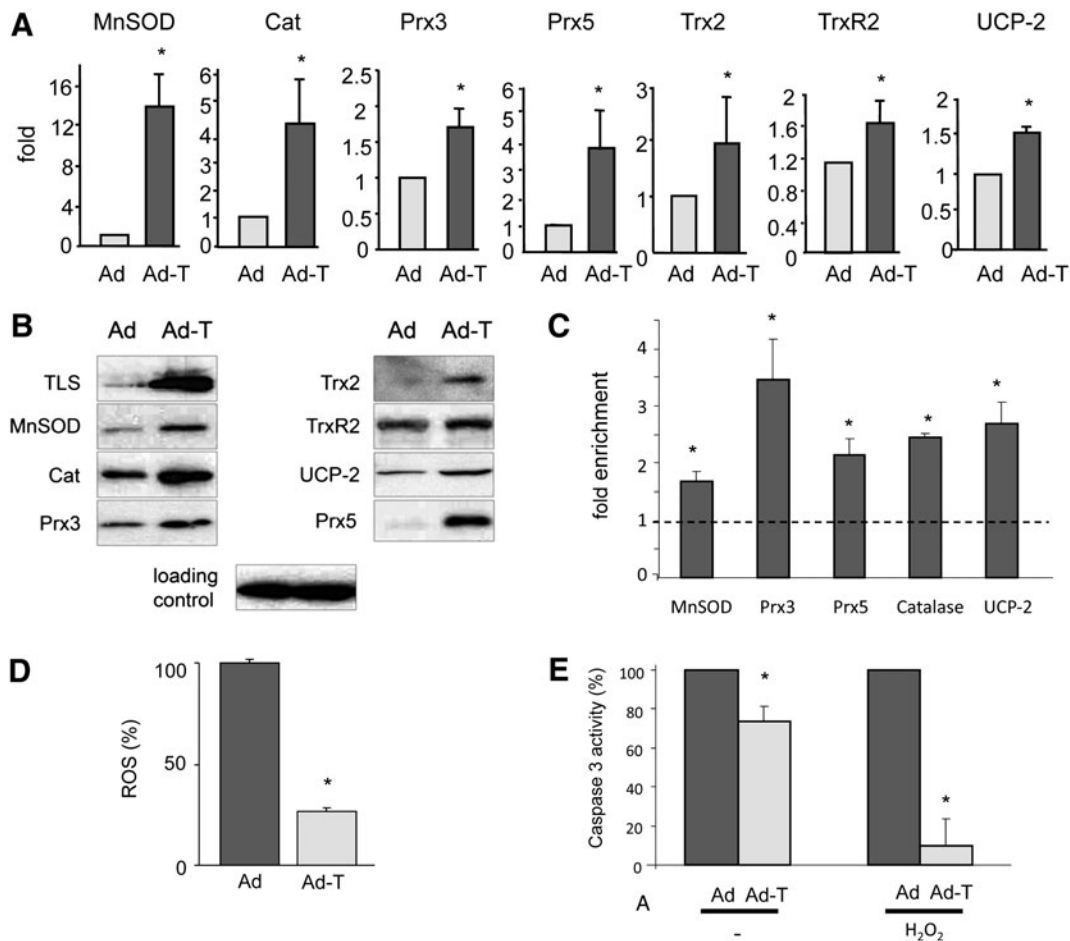 A
MnSOD Cat Prx3 Prx5 Trx2 TrxR2 UCP-2
fold
16
12
8
4
0
Ad Ad-T
*
6
5
4
3
2
1
0
Ad Ad-T
*
2.5
2
1.5
1
0.5
0
Ad Ad-T
*
6
5
4
3
2
1
0
Ad Ad-T
*
3
2
1
0
Ad Ad-T
*
2
1.6
1.2
0.8
0.4
0
Ad Ad-T
*
2
1.5
1
0.5
0
Ad Ad-T
*
B
Ad Ad-T
TLS
MnSOD
Cat
Prx3
Ad Ad-T
Trx2
TrxR2
UCP-2
Prx5
loading
control
C
fold enrichment
4
3
2
1
0
* * * * *
MnSOD Prx3 Prx5 Catalase UCP-2
D
ROS (%)
100
50
0
*
Ad Ad-T
E
Caspase 3 activity (%)
100
80
60
40
20
0
* *
A
Ad Ad-T Ad Ad-T
- H2O2